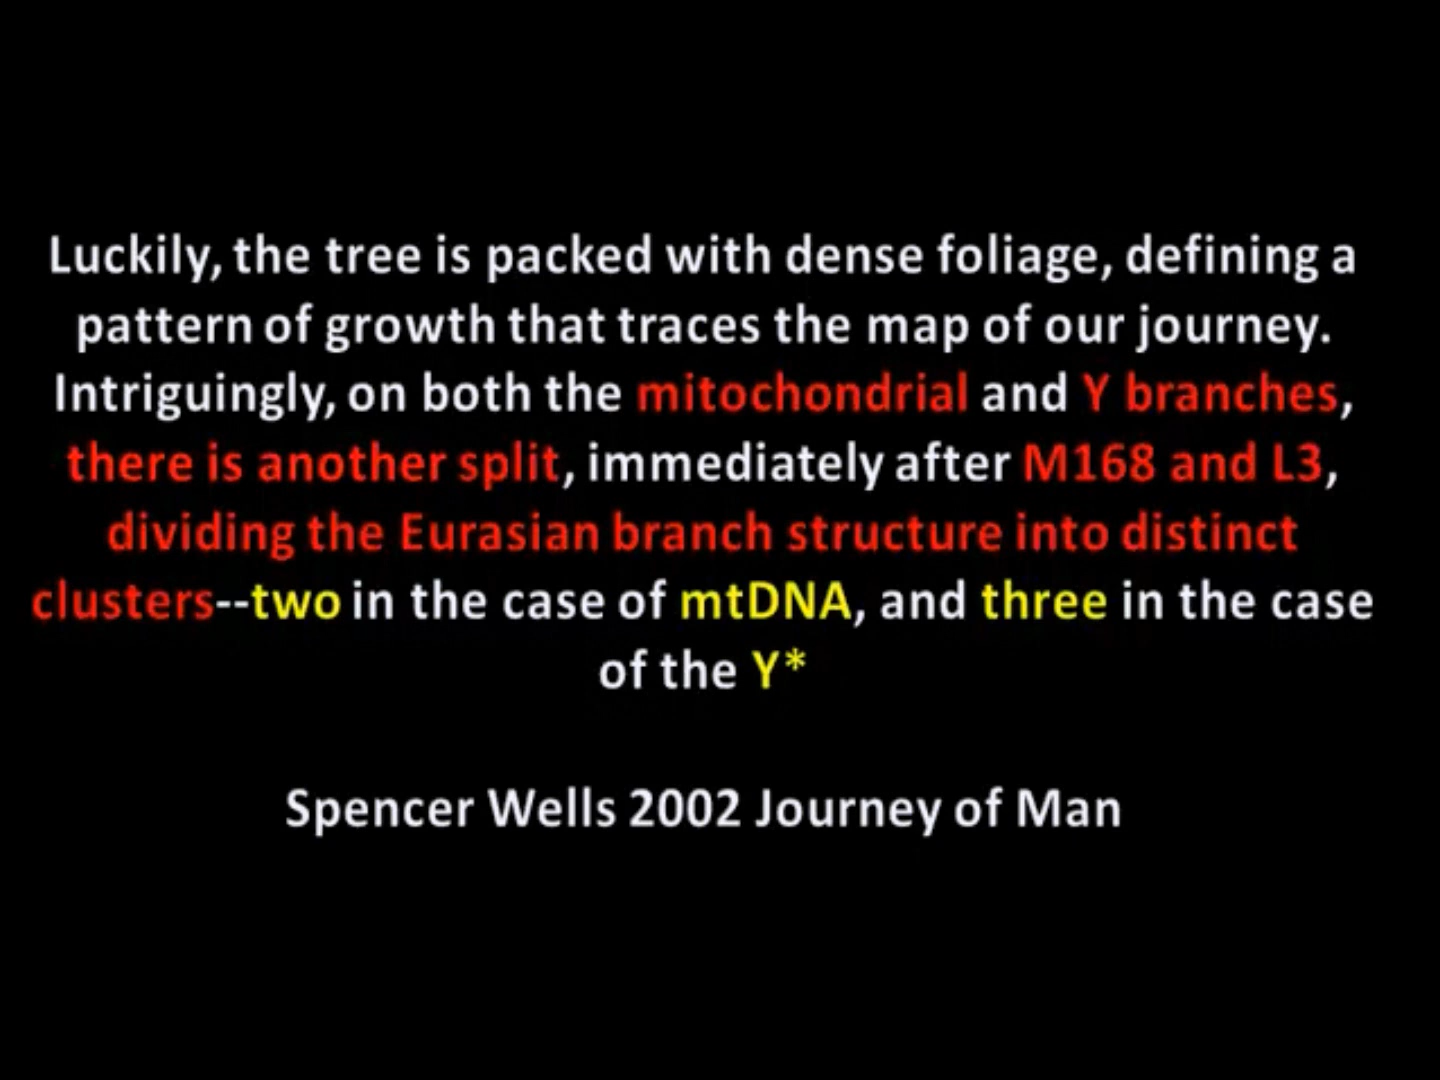 Luckily, the tree is packed with dense foliage, defining a
pattern of growth that traces the map of our journey.
Intriguingly, on both the mitochondrial and Y branches,
there is another split, immediately after M168 and L3,
dividing the Eurasian branch structure into distinct
clusters--two in the case of mtDNA, and three in the case
of the Y*
Spencer Wells 2002 Journey of Man